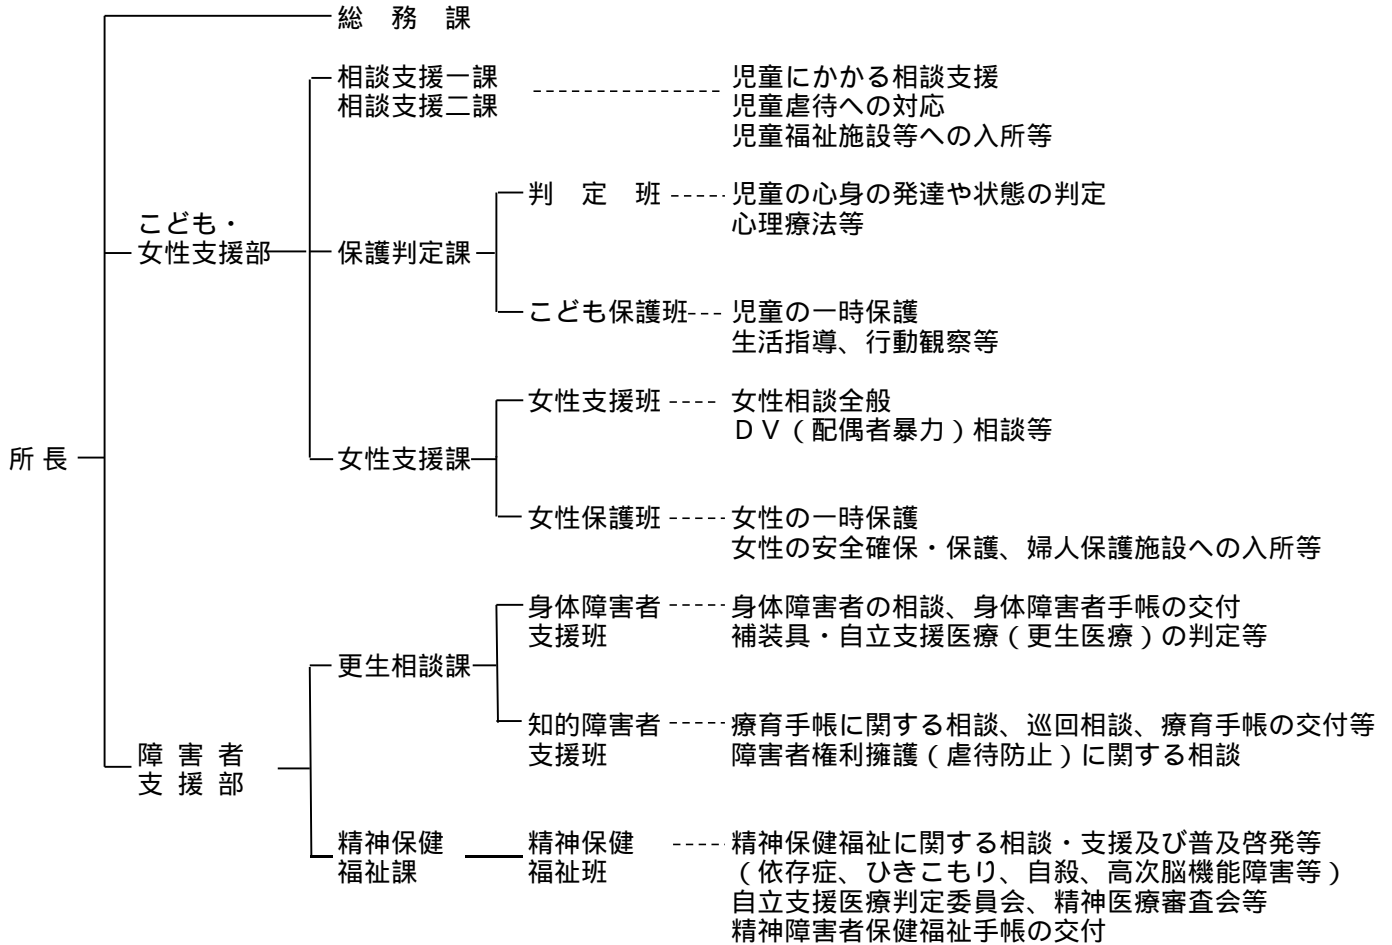 総　務　課
相談支援一課
相談支援二課
児童にかかる相談支援
児童虐待への対応
児童福祉施設等への入所等
こども・
女性支援部
保護判定課
判　定　班
児童の心身の発達や状態の判定
心理療法等
こども保護班
児童の一時保護
生活指導、行動観察等
所 長
女性支援課
女性支援班
女性相談全般
ＤＶ（配偶者暴力）相談等
女性保護班
女性の一時保護
女性の安全確保・保護、婦人保護施設への入所等
障 害 者
支 援 部
更生相談課
身体障害者
支援班
身体障害者の相談、身体障害者手帳の交付
補装具・自立支援医療（更生医療）の判定等
知的障害者
支援班
療育手帳に関する相談、巡回相談、療育手帳の交付等
障害者権利擁護（虐待防止）に関する相談
精神保健
福祉課
精神保健
福祉班
精神保健福祉に関する相談・支援及び普及啓発等
（依存症、ひきこもり、自殺、高次脳機能障害等）
自立支援医療判定委員会、精神医療審査会等
精神障害者保健福祉手帳の交付